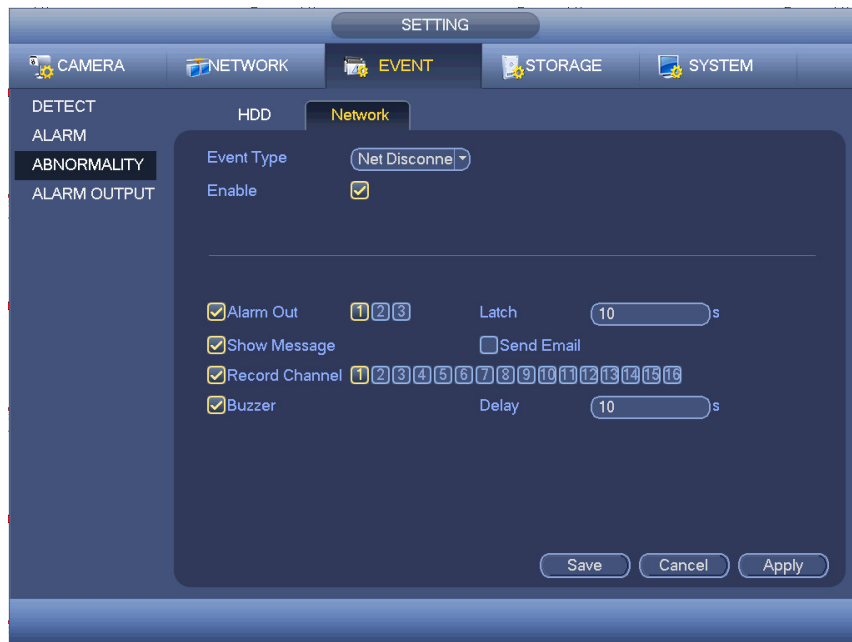 SETTING
CAMERA NETWORK EVENT STORAGE SYSTEM
DETECT
ALARM
ABNORMALITY
ALARM OUTPUT
HDD Network
Event Type Net Disconne
Enable
Alarm Out 1 2 3 Latch 10 s
Show Message Send Email
Record Channel 1 2 3 4 5 6 7 8 9 10 11 12 13 14 15 16
Buzzer Delay 10 s
Save Cancel Apply